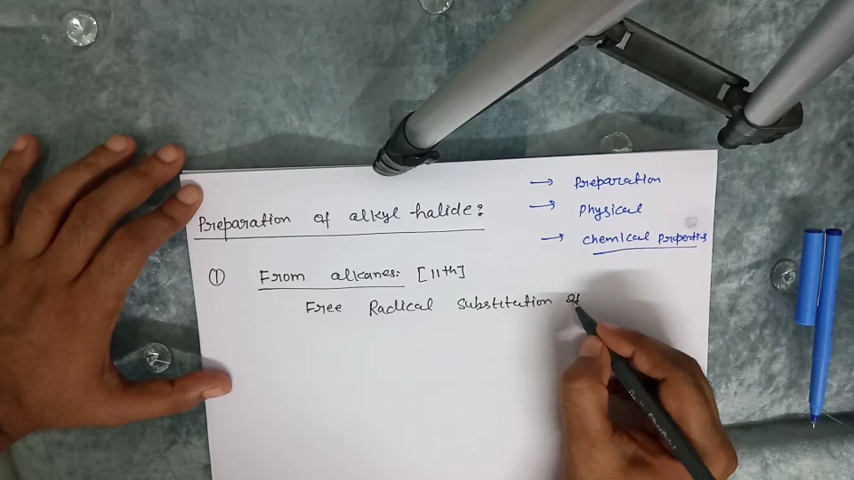 Preparation of alkyl halide:
→ Preparation
→ Physical
→ chemical Properties
① From alkanes: [11th]
Free Radical Substitution of